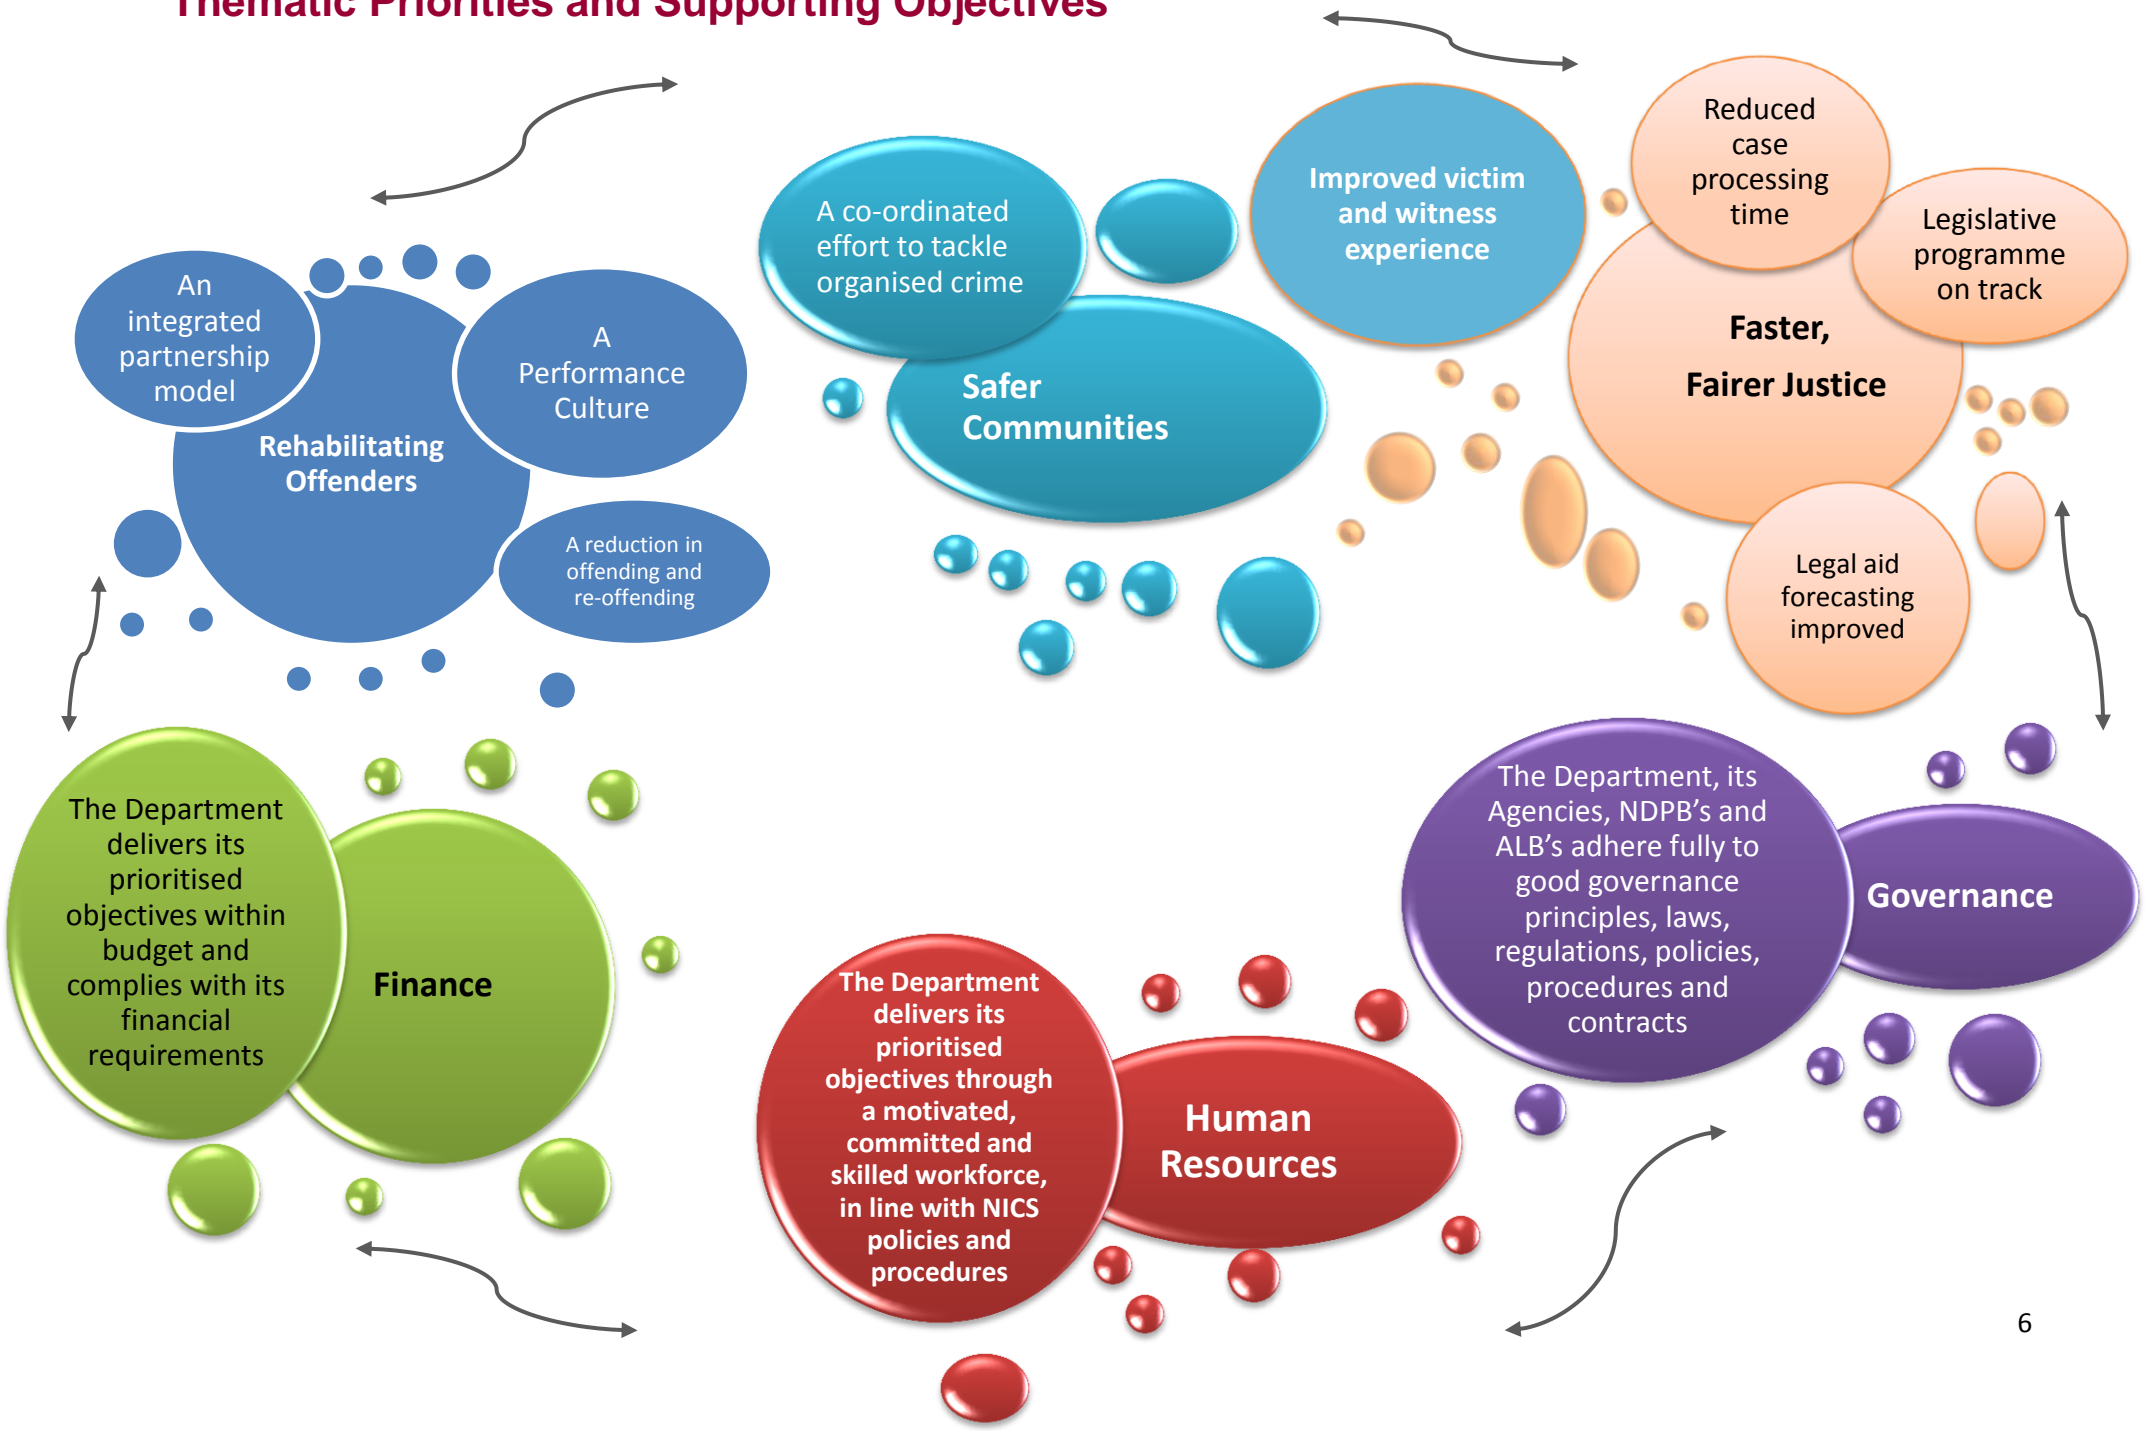 Thematic Priorities and Supporting Objectives
An
integrated
partnership
model
A
Performance
Culture
Rehabilitating
Offenders
A reduction in
offending and
re-offending
A co-ordinated
effort to tackle
organised crime
Safer
Communities
Improved victim
and witness
experience
Reduced
case
processing
time
Legislative
programme
on track
Faster,
Fairer Justice
Legal aid
forecasting
improved
The Department
delivers its
prioritised
objectives within
budget and
complies with its
financial
requirements
Finance
The Department
delivers its
prioritised
objectives through
a motivated,
committed and
skilled workforce,
in line with NICS
policies and
procedures
Human
Resources
The Department, its
Agencies, NDPB’s and
ALB’s adhere fully to
good governance
principles, laws,
regulations, policies,
procedures and
contracts
Governance
6